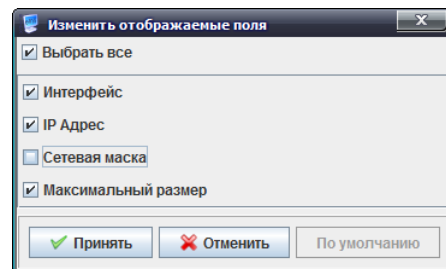 Изменить отображаемые поля
Выбрать все
Интерфейс
IP Адрес
Сетевая маска
Максимальный размер
Принять Отменить По умолчанию